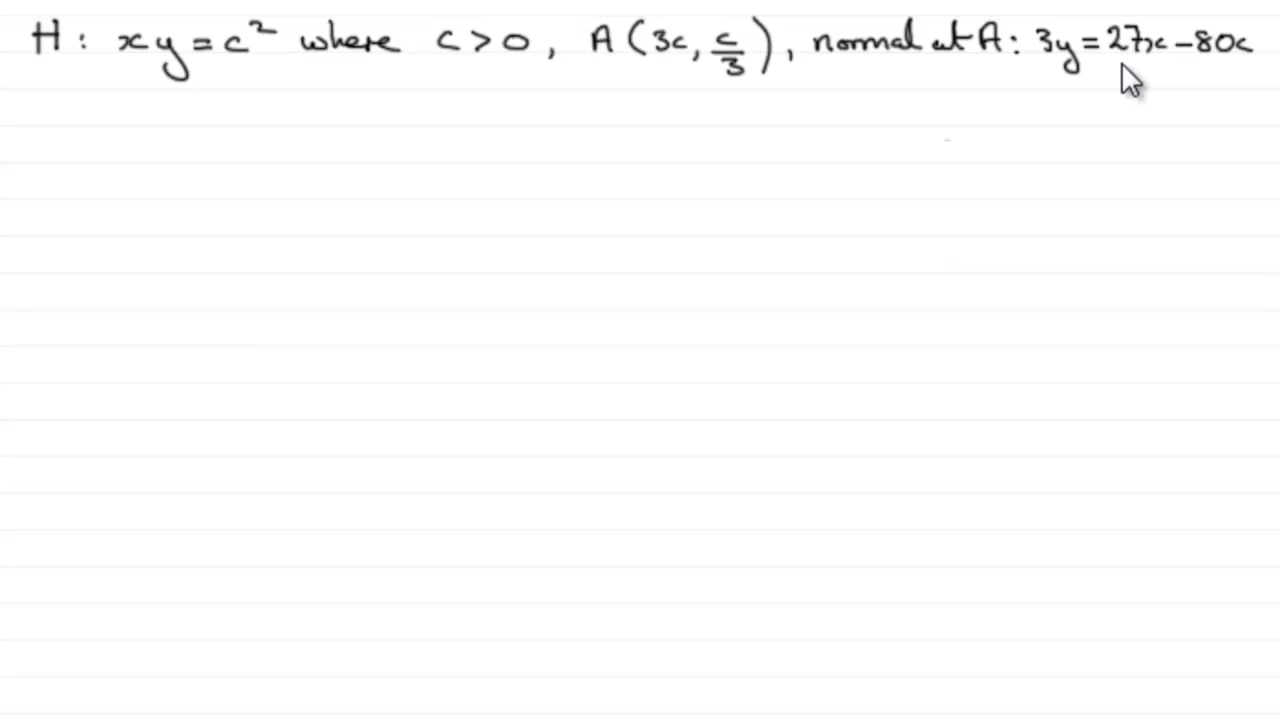 H : xy = c² where c > 0 , A (3c, c/3) , normal at A : 3y = 27x - 80c